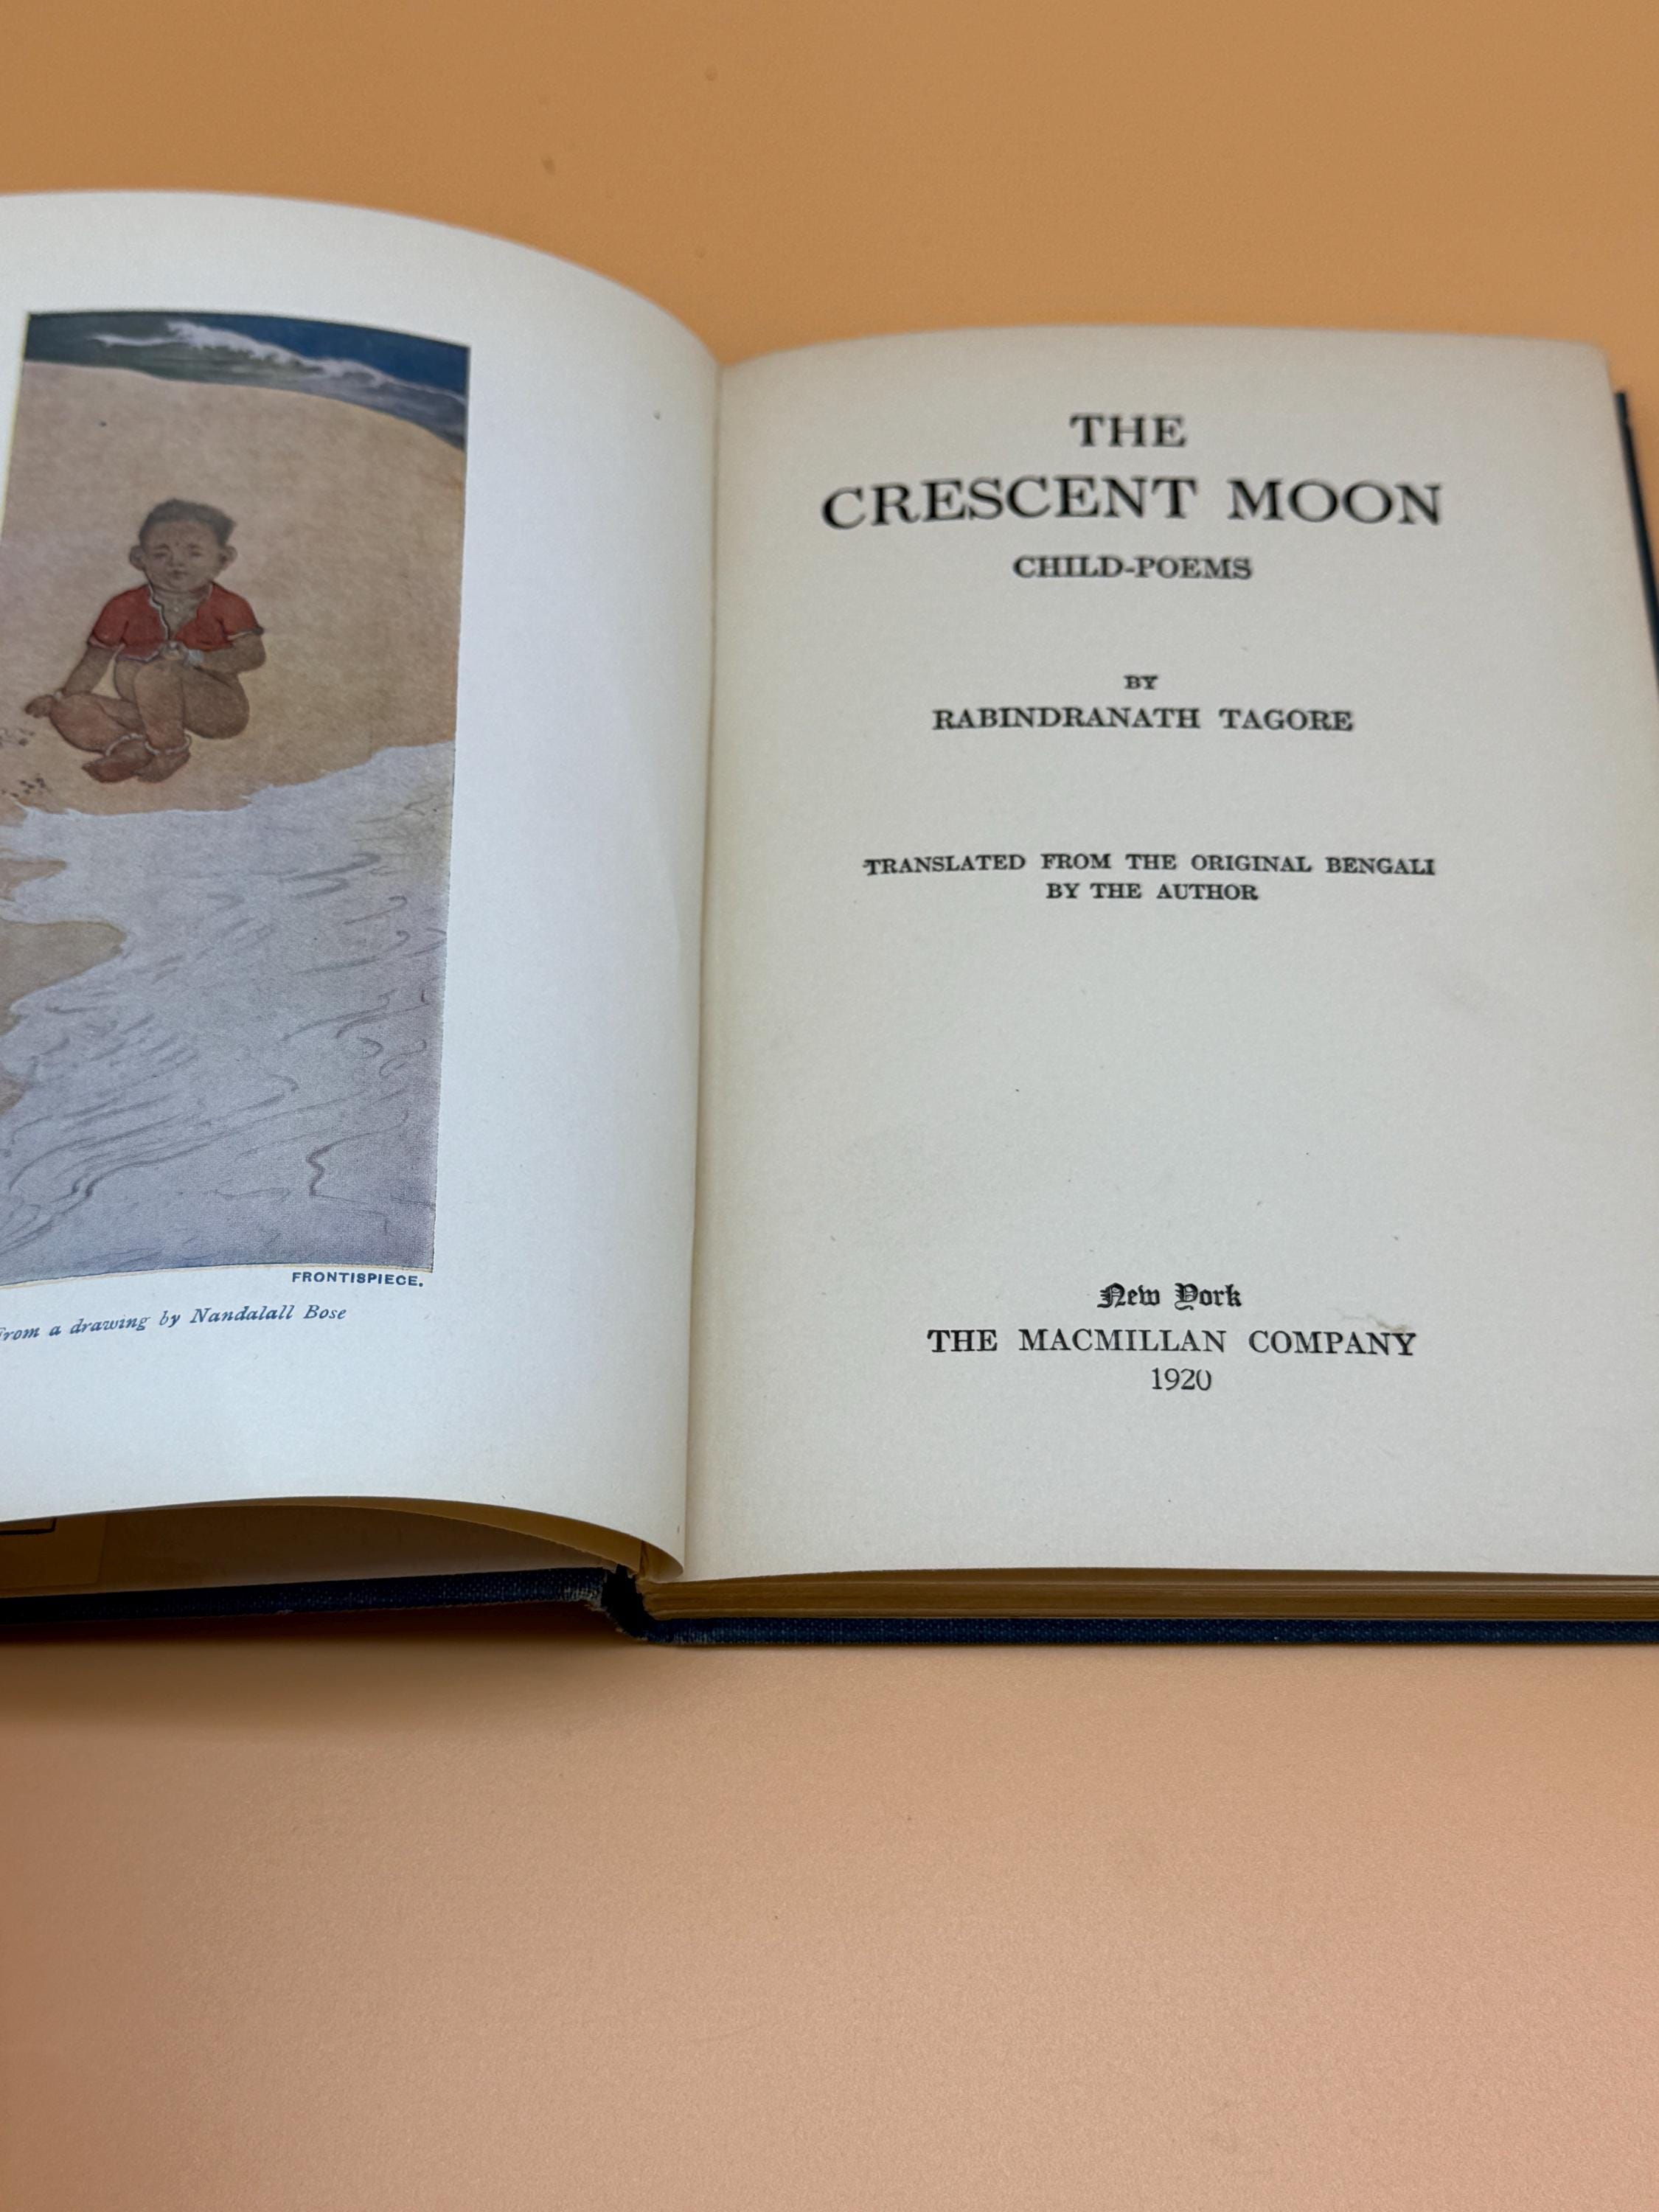 FRONTISPIECE.
From a drawing by Nandalall Bose
THE
CRESCENT MOON
CHILD-POEMS
BY
RABINDRANATH TAGORE
TRANSLATED FROM THE ORIGINAL BENGALI
BY THE AUTHOR
New York
THE MACMILLAN COMPANY
1920